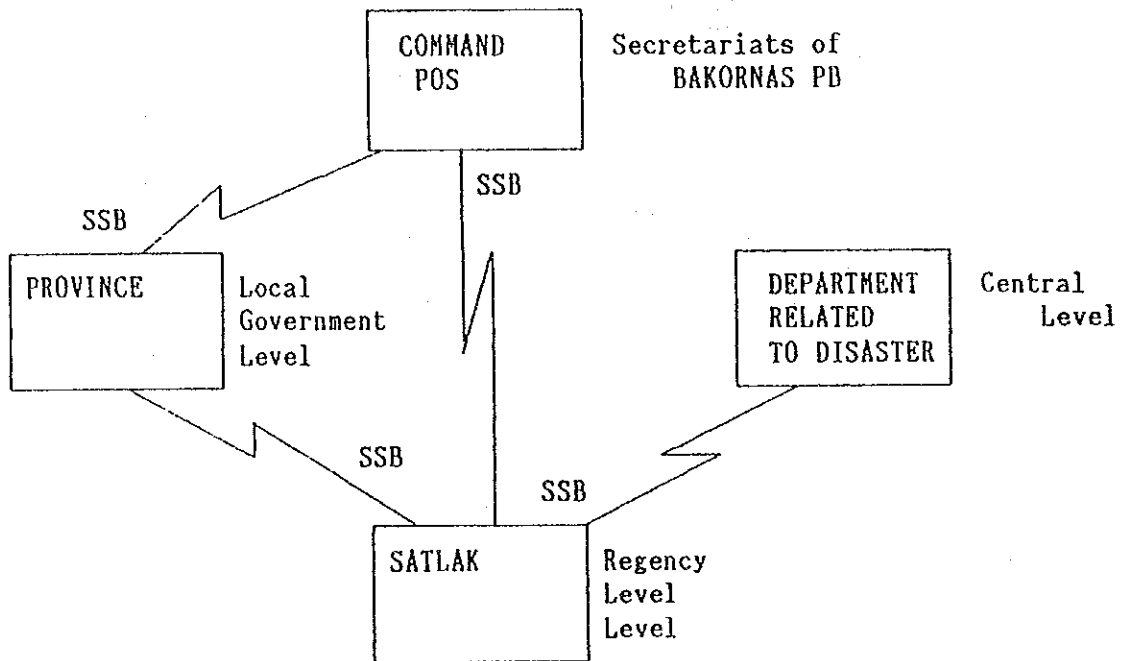 COMMAND
POS
Secretariats of
BAKORNAS PB
SSB
SSB
PROVINCE
Local
Government
Level
DEPARTMENT
RELATED
TO DISASTER
Central
Level
SSB
SSB
SATLAK
Regency
Level
Level